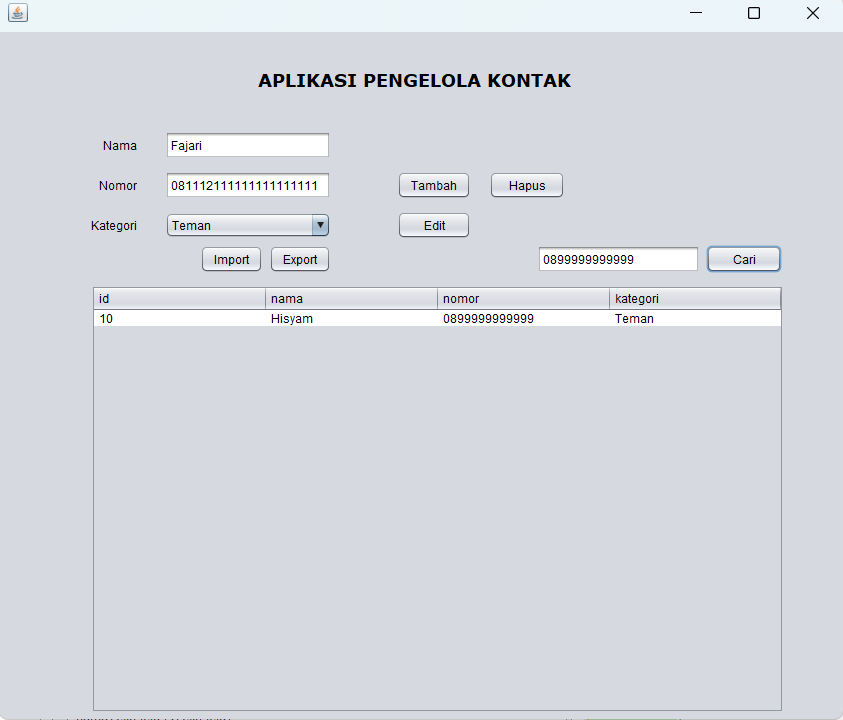 APLIKASI PENGELOLA KONTAK
Nama Fajari
Nomor 081112111111111111111 Tambah Hapus
Kategori Teman Edit
Import Export 0899999999999 Cari
id nama nomor kategori
10 Hisyam 0899999999999 Teman